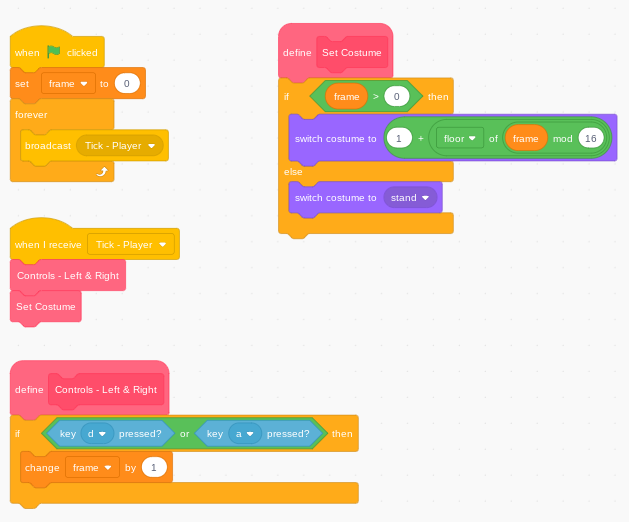 when clicked
set frame to 0
forever
broadcast Tick - Player
when I receive Tick - Player
Controls - Left & Right
Set Costume
define Controls - Left & Right
if key d pressed? or key a pressed? then
change frame by 1
define Set Costume
if frame > 0 then
switch costume to 1 + floor of frame mod 16
else
switch costume to stand